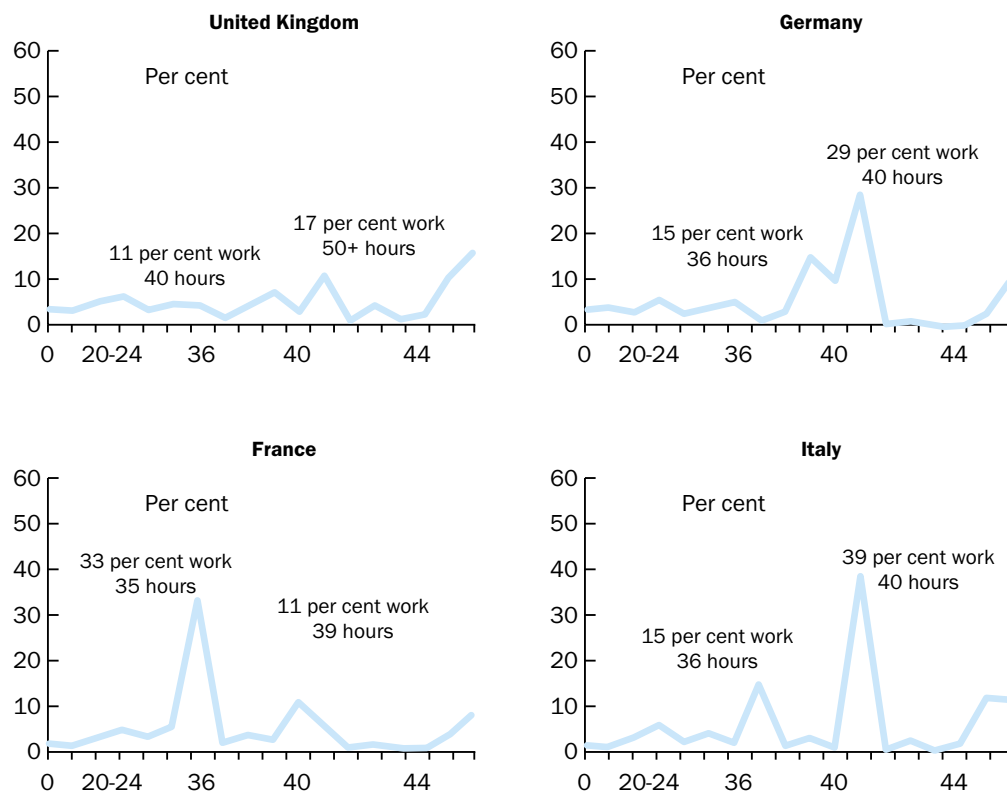 United Kingdom
60
50
40
30
20
10
0
Per cent
11 per cent work
40 hours
17 per cent work
50+ hours
0 20-24 36 40 44
Germany
60
50
40
30
20
10
0
Per cent
15 per cent work
36 hours
29 per cent work
40 hours
0 20-24 36 40 44
France
60
50
40
30
20
10
0
Per cent
33 per cent work
35 hours
11 per cent work
39 hours
0 20-24 36 40 44
Italy
60
50
40
30
20
10
0
Per cent
15 per cent work
36 hours
39 per cent work
40 hours
0 20-24 36 40 44